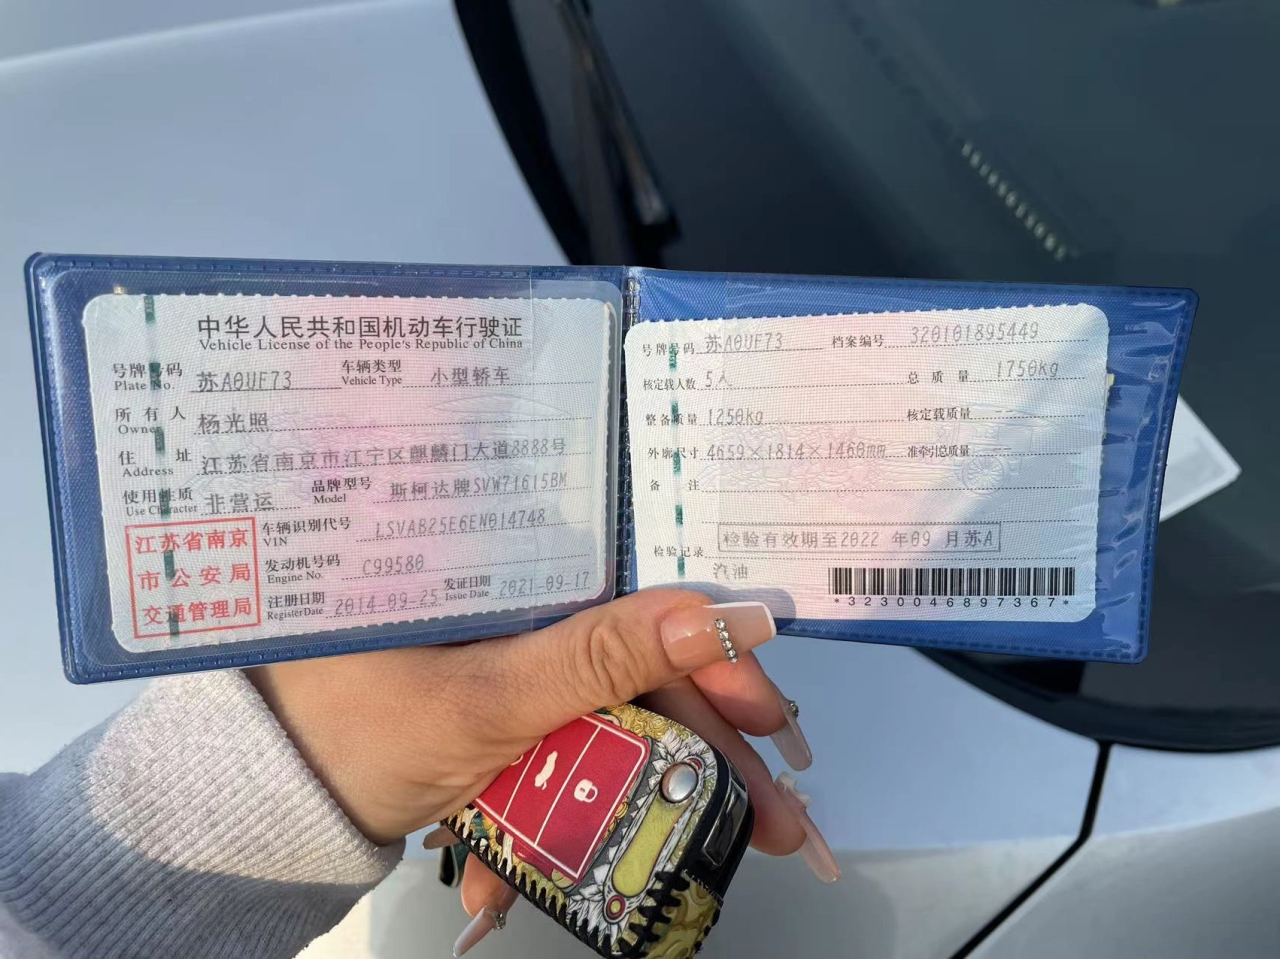 中华人民共和国机动车行驶证
Vehicle License of the People's Republic of China
号牌号码 Plate No. 苏A0UF73 车辆类型 Vehicle Type 小型轿车
所有人 Owner 杨光照
住址 Address 江苏省南京市江宁区麒麟门大道8888号
使用性质 Use Character 非营运 品牌型号 Model 斯柯达牌SVW71615BM
江苏省南京
市公安局
交通管理局
车辆识别代号 VIN LSVAB25E6EN014748
发动机号码 Engine No. C99580
注册日期 Register Date 2014-09-25 发证日期 Issue Date 2021-09-17
号牌号码 苏A0UF73 档案编号 320101895449
核定载人数 5人 总质量 1750kg
整备质量 1250kg 核定载质量 --
外廓尺寸 4659×1814×1460mm 准牵引总质量 --
备注
检验记录 检验有效期至2022年09月苏A
汽油
*3230046897367*